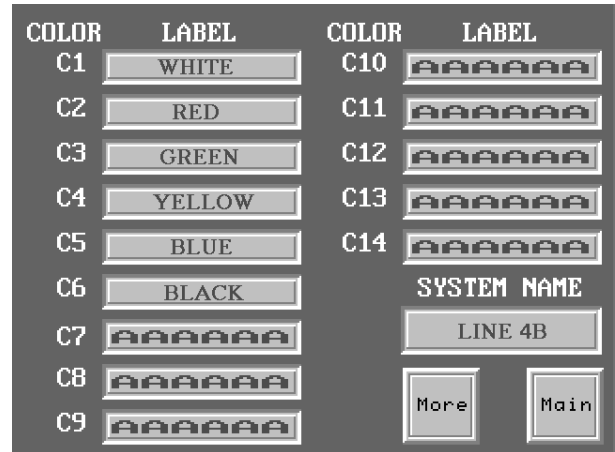 COLOR LABEL
C1 WHITE
C2 RED
C3 GREEN
C4 YELLOW
C5 BLUE
C6 BLACK
C7 AAAAAA
C8 AAAAAA
C9 AAAAAA
COLOR LABEL
C10 AAAAAA
C11 AAAAAA
C12 AAAAAA
C13 AAAAAA
C14 AAAAAA
SYSTEM NAME
LINE 4B
More Main